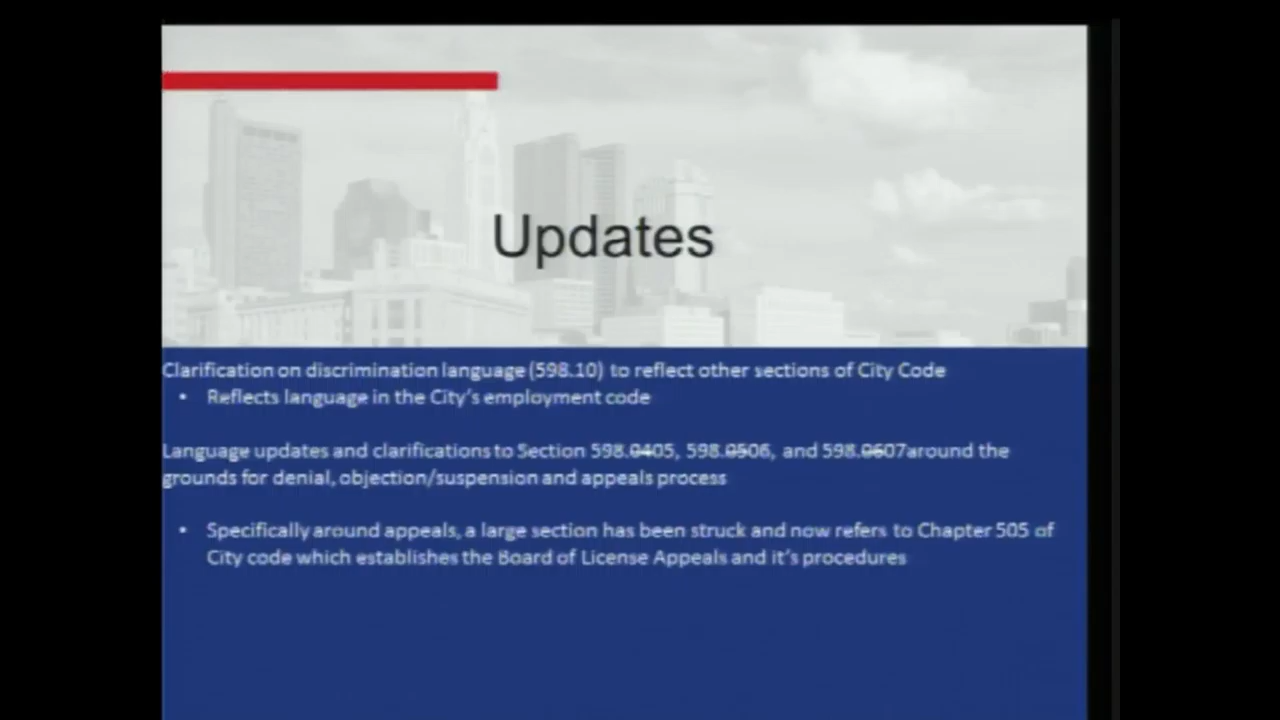 Updates
Clarification on discrimination language (598.10) to reflect other sections of City Code
• Reflects language in the City's employment code
Language updates and clarifications to Section 598.0405, 598.0506, and 598.0607around the
grounds for denial, objection/suspension and appeals process
• Specifically around appeals, a large section has been struck and now refers to Chapter 505 of
City code which establishes the Board of License Appeals and it's procedures